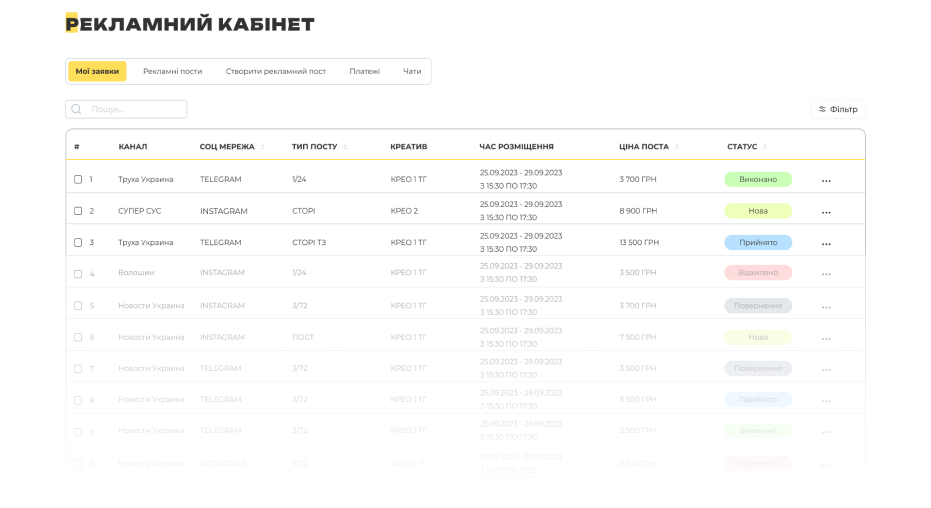 РЕКЛАМНИЙ КАБІНЕТ
Мої заявки Рекламні пости Створити рекламний пост Платежі Чати
Пошук... Фільтр
# КАНАЛ СОЦ МЕРЕЖА ТИП ПОСТУ КРЕАТИВ ЧАС РОЗМІЩЕННЯ ЦІНА ПОСТА СТАТУС
1 Труха Украина TELEGRAM 1/24 КРЕО 1 ТГ 25.09.2023 - 29.09.2023 3 700 ГРН Виконано ...
З 15:30 ПО 17:30
2 СУПЕР СУС INSTAGRAM СТОРІ КРЕО 2 25.09.2023 - 29.09.2023 8 900 ГРН Нова ...
З 15:30 ПО 17:30
3 Труха Украина TELEGRAM СТОРІ ТЗ КРЕО 1 ТГ 25.09.2023 - 29.09.2023 13 500 ГРН Прийнято ...
З 15:30 ПО 17:30
4 Волошин INSTAGRAM 1/24 КРЕО 1 ТГ 25.09.2023 - 29.09.2023 3 500 ГРН Відхилено ...
З 15:30 ПО 17:30
5 Новости Украина INSTAGRAM 3/72 КРЕО 1 ТГ 25.09.2023 - 29.09.2023 3 700 ГРН Повернення ...
З 15:30 ПО 17:30
6 Новости Украина INSTAGRAM ПОСТ КРЕО 1 ТГ 25.09.2023 - 29.09.2023 7 500 ГРН Нова ...
З 15:30 ПО 17:30
7 Новости Украина TELEGRAM 3/72 КРЕО 1 ТГ 25.09.2023 - 29.09.2023 3 500 ГРН Повернення ...
З 15:30 ПО 17:30
8 Новости Украина TELEGRAM 3/72 КРЕО 1 ТГ 25.09.2023 - 29.09.2023 3 500 ГРН Прийнято ...
З 15:30 ПО 17:30
9 Новости Украина TELEGRAM 3/72 КРЕО 1 ТГ 25.09.2023 - 29.09.2023 3 500 ГРН Виконано ...
З 15:30 ПО 17:30
10 Новости Украина INSTAGRAM 3/72 КРЕО 1 ТГ 25.09.2023 - 29.09.2023 3 500 ГРН ...
З 15:30 ПО 17:30